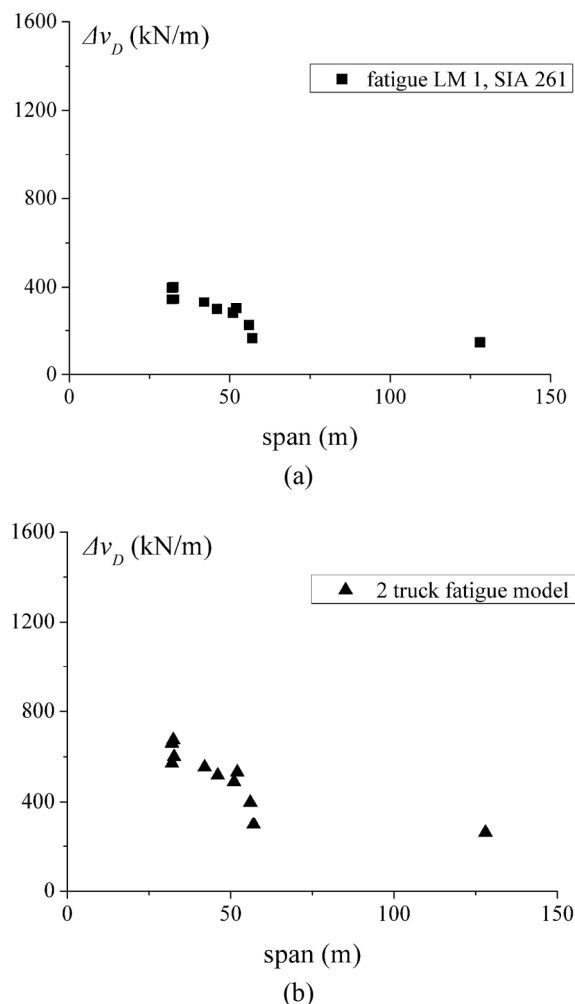 1600
Δv_D (kN/m)
fatigue LM 1, SIA 261
1200
800
400
0
0 50 100 150
span (m)
(a)
1600
Δv_D (kN/m)
2 truck fatigue model
1200
800
400
0
0 50 100 150
span (m)
(b)